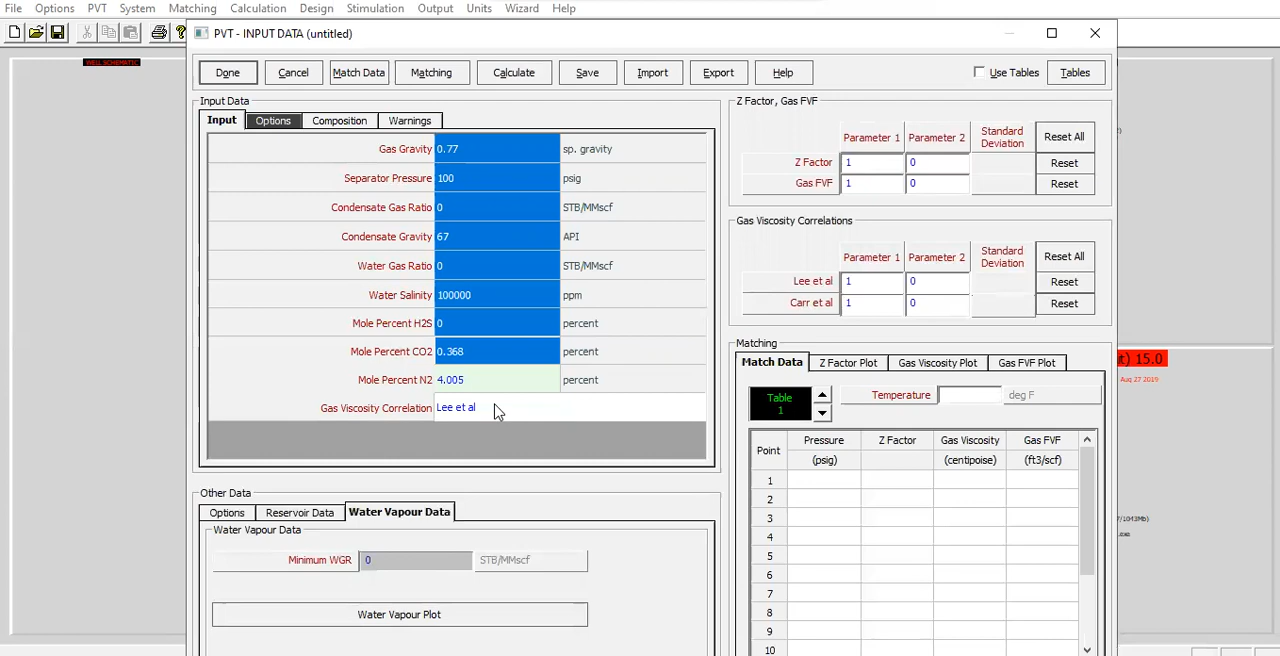 File Options PVT System Matching Calculation Design Stimulation Output Units Wizard Help
PVT - INPUT DATA (untitled)
WELL SCHEMATIC
Done Cancel Match Data Matching Calculate Save Import Export Help Use Tables Tables
Input Data
Input Options Composition Warnings
Gas Gravity 0.77 sp. gravity
Separator Pressure 100 psig
Condensate Gas Ratio 0 STB/MMscf
Condensate Gravity 67 API
Water Gas Ratio 0 STB/MMscf
Water Salinity 100000 ppm
Mole Percent H2S 0 percent
Mole Percent CO2 0.368 percent
Mole Percent N2 4.005 percent
Gas Viscosity Correlation Lee et al
Other Data
Options Reservoir Data Water Vapour Data
Water Vapour Data
Minimum WGR 0 STB/MMscf
Water Vapour Plot
Z Factor, Gas FVF
Parameter 1 Parameter 2 Standard Deviation Reset All
Z Factor 1 0 Reset
Gas FVF 1 0 Reset
Gas Viscosity Correlations
Parameter 1 Parameter 2 Standard Deviation Reset All
Lee et al 1 0 Reset
Carr et al 1 0 Reset
Matching
Match Data Z Factor Plot Gas Viscosity Plot Gas FVF Plot
Table 1 Temperature deg F
Point Pressure Z Factor Gas Viscosity Gas FVF
(psig) (centipoise) (ft3/scf)
1
2
3
4
5
6
7
8
9
10
t) 15.0
Aug 27 2019
/1043Mb)
.exe